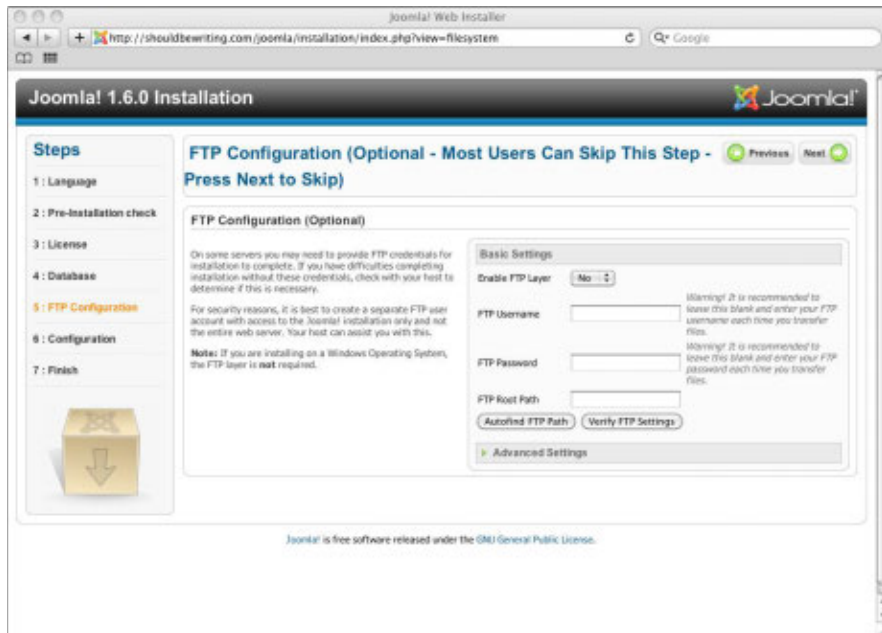 Joomla! Web Installer
http://shouldbewriting.com/joomla/installation/index.php?view=filesystem
Google
Joomla! 1.6.0 Installation
Joomla!
Steps
1 : Language
2 : Pre-Installation check
3 : License
4 : Database
5 : FTP Configuration
6 : Configuration
7 : Finish
FTP Configuration (Optional - Most Users Can Skip This Step -
Press Next to Skip)
Previous
Next
FTP Configuration (Optional)
On some servers you may need to provide FTP credentials for
installation to complete. If you have difficulties completing
installation without these credentials, check with your host to
determine if this is necessary.
For security reasons, it is best to create a separate FTP user
account with access to the Joomla! installation only and not
the entire web server. Your host can assist you with this.
Note: If you are installing on a Windows Operating System,
the FTP layer is not required.
Basic Settings
Enable FTP Layer
No
FTP Username
Warning! It is recommended to
leave this blank and enter your FTP
username each time you transfer
files.
FTP Password
Warning! It is recommended to
leave this blank and enter your FTP
password each time you transfer
files.
FTP Root Path
Autofind FTP Path
Verify FTP Settings
Advanced Settings
Joomla! is free software released under the GNU General Public License.